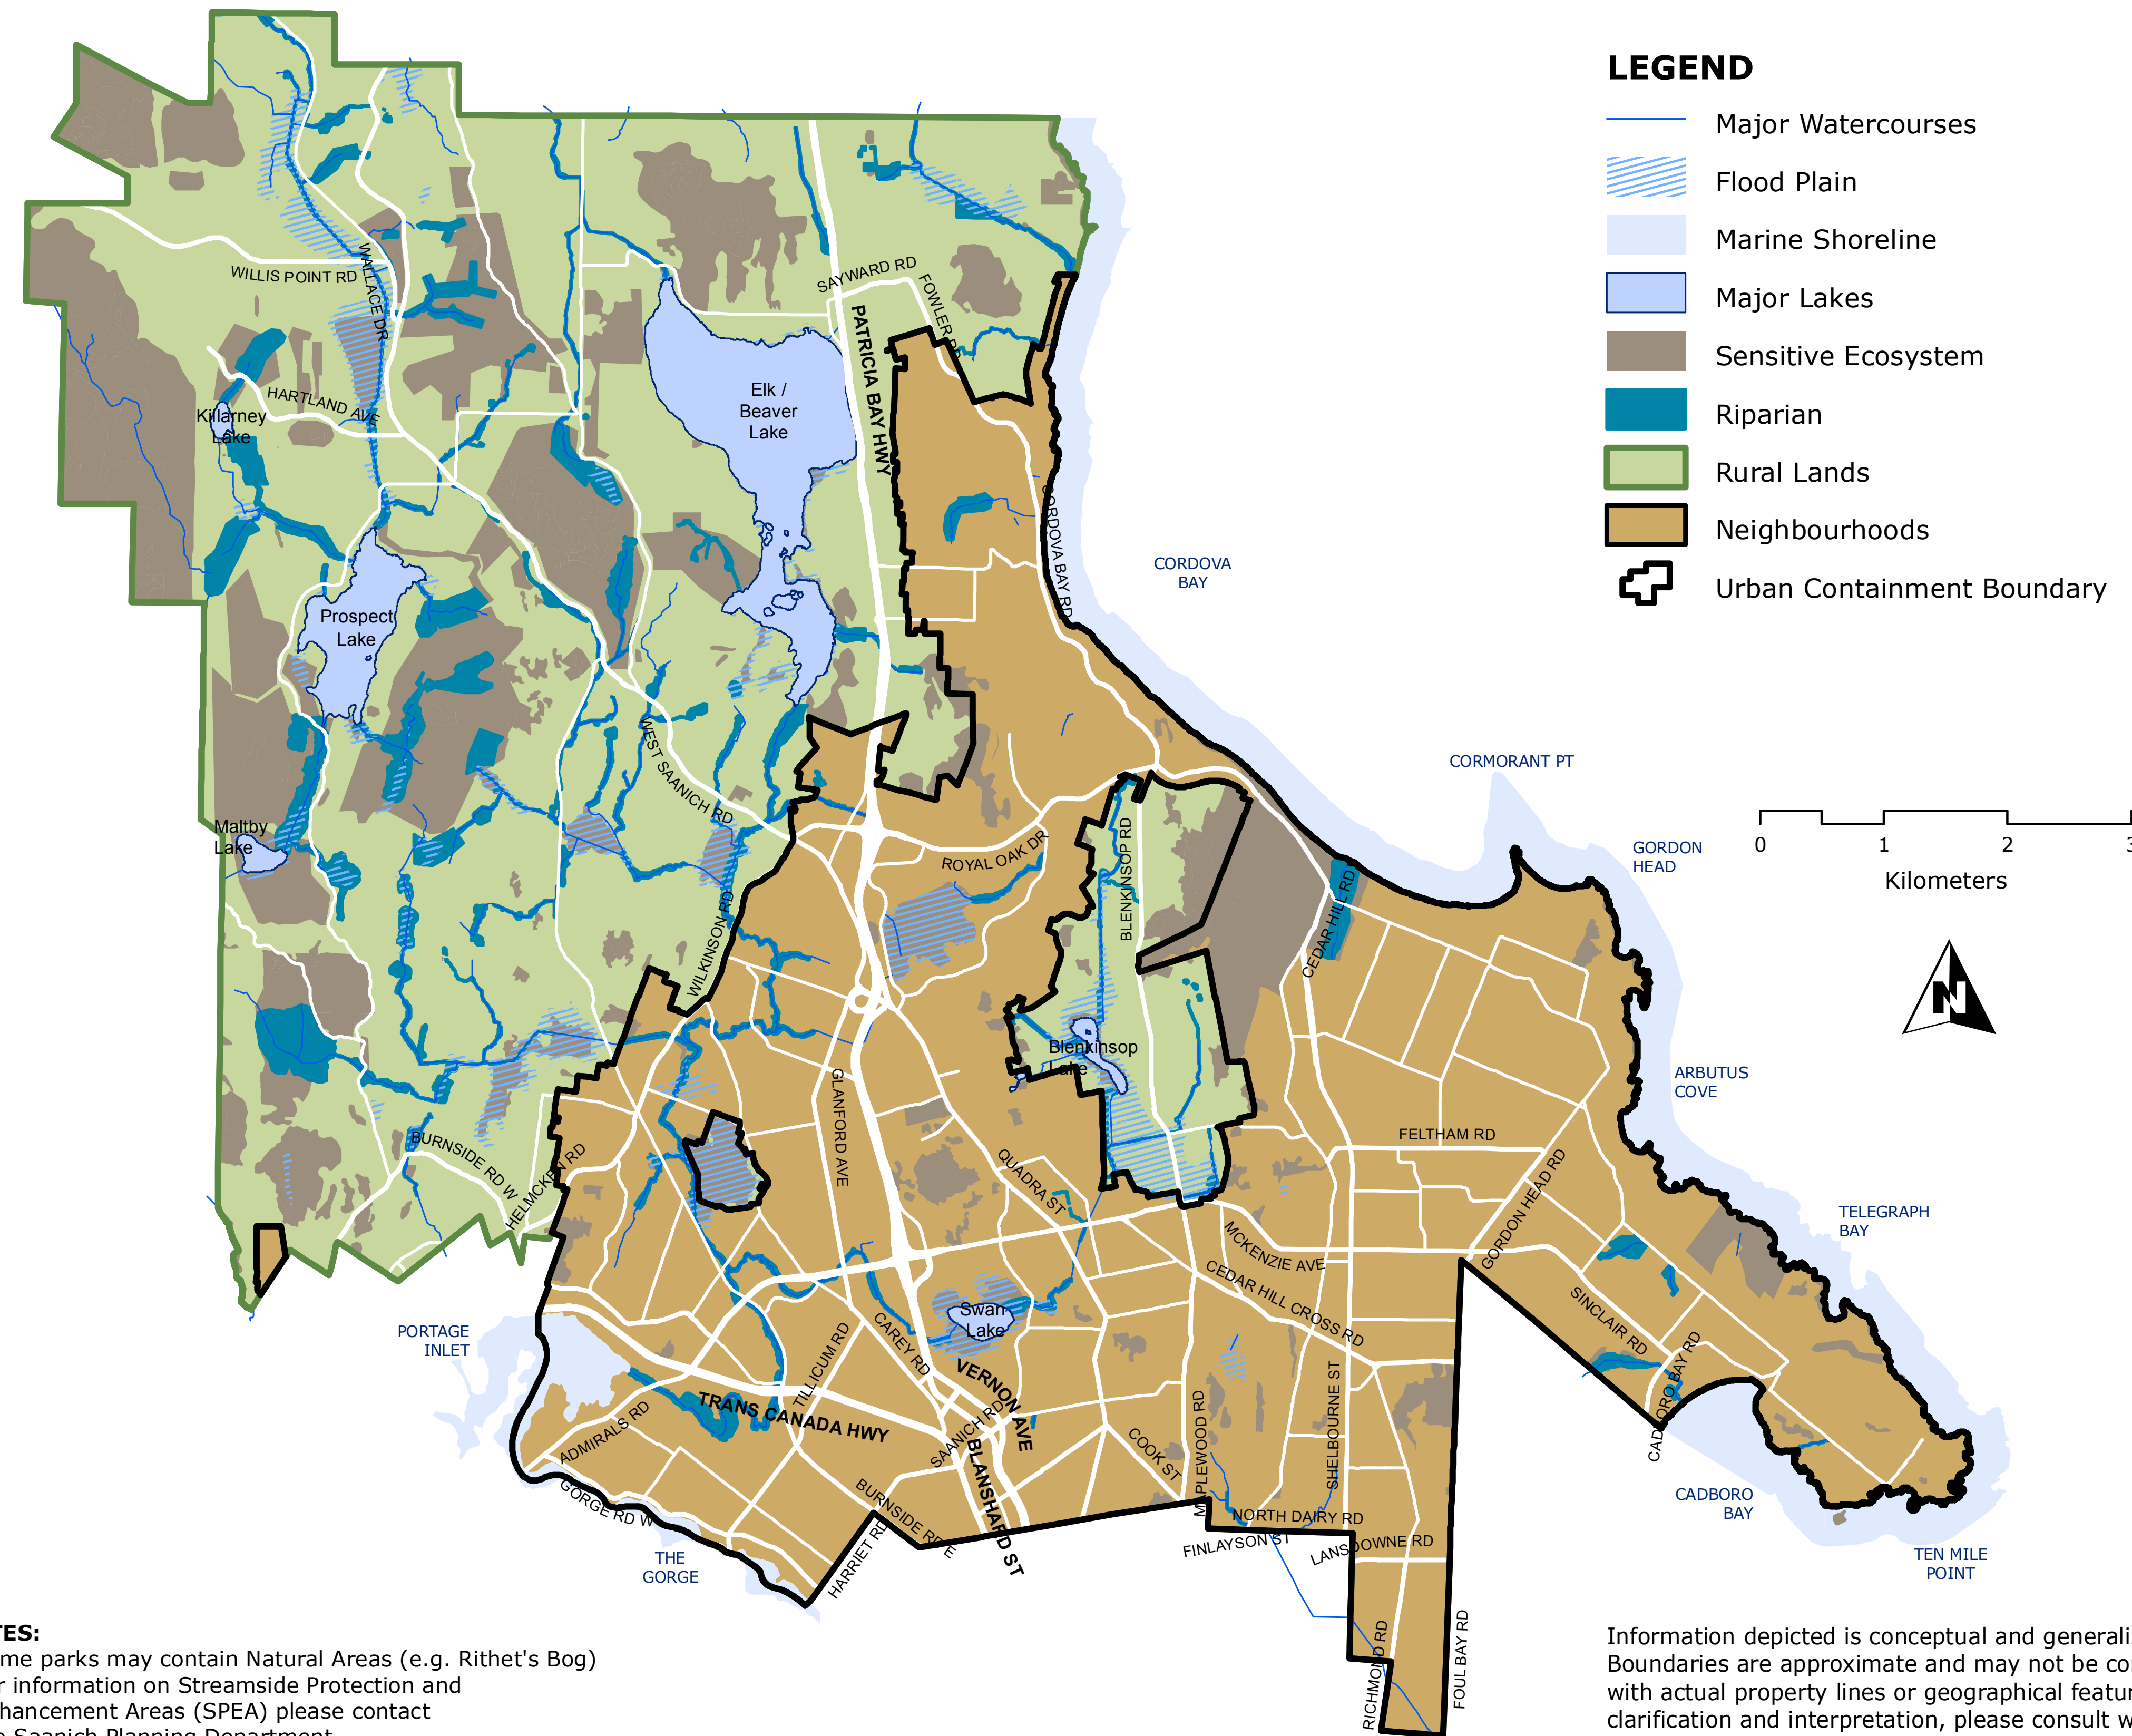 LEGEND
Major Watercourses
Flood Plain
Marine Shoreline
Major Lakes
Sensitive Ecosystem
Riparian
Rural Lands
Neighbourhoods
Urban Containment Boundary
WILLIS POINT RD
WALLACE DR
SAYWARD RD
FOWLER RD
PATRICIA BAY HWY
HARTLAND AVE
Killarney
Lake
Elk /
Beaver
Lake
CORDOVA BAY RD
CORDOVA
BAY
Prospect
Lake
WEST SAANICH RD
CORMORANT PT
Maltby
Lake
ROYAL OAK DR
BLENKINSOP RD
GORDON
HEAD
0 1 2 3
Kilometers
CEDAR HILL RD
WILKINSON RD
N
Blenkinsop
Lake
ARBUTUS
COVE
GLANFORD AVE
BURNSIDE RD W
HELMCKEN RD
QUADRA ST
FELTHAM RD
GORDON HEAD RD
TELEGRAPH
BAY
MCKENZIE AVE
CEDAR HILL CROSS RD
SINCLAIR RD
PORTAGE
INLET
Swan
Lake
CAREY RD
TILLICUM RD
VERNON AVE
CADBORO BAY RD
TRANS CANADA HWY
ADMIRALS RD
SAANICH RD
BLANSHARD ST
COOK ST
MAPLEWOOD RD
SHELBOURNE ST
GORGE RD W
BURNSIDE RD E
HARRIET RD
NORTH DAIRY RD
FINLAYSON ST
LANSDOWNE RD
CADBORO
BAY
THE
GORGE
TEN MILE
POINT
RICHMOND RD
FOUL BAY RD
TES:
me parks may contain Natural Areas (e.g. Rithet's Bog)
r information on Streamside Protection and
hancement Areas (SPEA) please contact
Saanich Planning Department
Information depicted is conceptual and generali
Boundaries are approximate and may not be co
with actual property lines or geographical featur
clarification and interpretation, please consult w